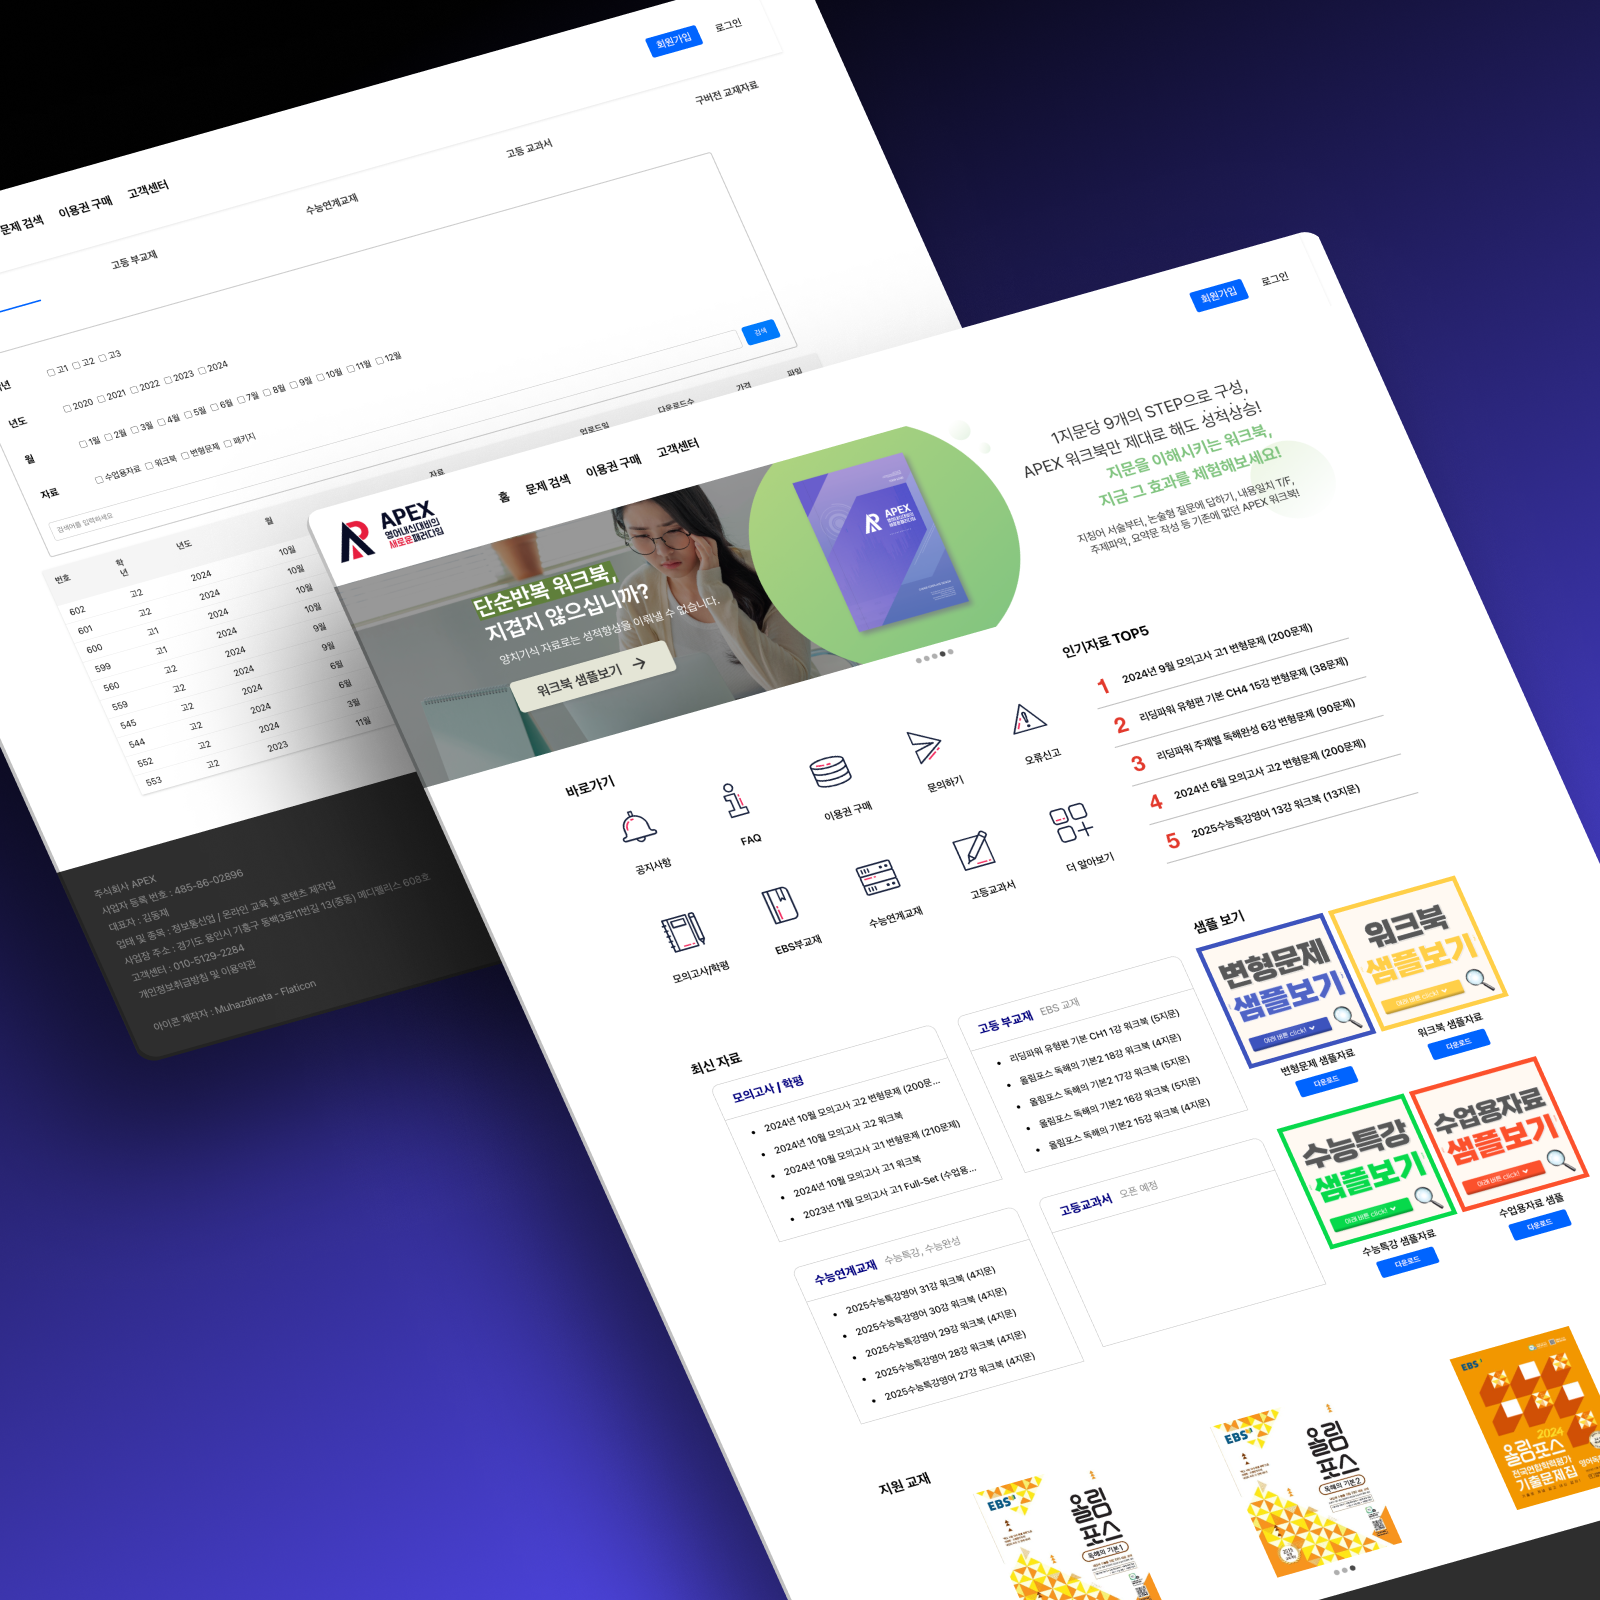 회원가입
로그인
문제 검색
이용권 구매
고객센터
고등 부교재
수능연계교재
고등 교과서
구버전 교재자료
고1 고2 고3
년도
2020 2021 2022 2023 2024
월
1월 2월 3월 4월 5월 6월 7월 8월 9월 10월 11월 12월
자료
수업용자료 워크북 변형문제 패키지
검색어를 입력하세요
검색
번호 학년 년도 월 자료 업로드일 다운로드수 가격 파일
602 고2 2024 10월
601 고2 2024 10월
600 고1 2024 10월
599 고1 2024 10월
560 고2 2024 9월
559 고2 2024 9월
545 고2 2024 6월
544 고2 2024 6월
552 고2 2024 3월
553 고2 2023 11월
주식회사 APEX
사업자 등록 번호 : 485-86-02896
대표자 : 김동재
업태 및 종목 : 정보통신업 / 온라인 교육 및 콘텐츠 제작업
사업장 주소 : 경기도 용인시 기흥구 동백3로11번길 13(중동) 메디펠리스 608호
고객센터 : 010-5129-2284
개인정보취급방침 및 이용약관
아이콘 제작자 : Muhazdinata - Flaticon
APEX
영어내신대비의
새로운패러다임
홈
문제 검색
이용권 구매
고객센터
회원가입
로그인
단순반복 워크북,
지겹지 않으십니까?
양치기식 자료로는 성적향상을 이뤄낼 수 없습니다.
워크북 샘플보기
APEX
영어내신대비의
새로운패러다임
1지문당 9개의 STEP으로 구성,
APEX 워크북만 제대로 해도 성적상승!
지문을 이해시키는 워크북,
지금 그 효과를 체험해보세요!
지칭어 서술부터, 논술형 질문에 답하기, 내용일치 T/F,
주제파악, 요약문 작성 등 기존에 없던 APEX 워크북!
바로가기
공지사항
FAQ
이용권 구매
문의하기
오류신고
모의고사/학평
EBS부교재
수능연계교재
고등교과서
더 알아보기
인기자료 TOP5
1 2024년 9월 모의고사 고1 변형문제 (200문제)
2 리딩파워 유형편 기본 CH4 15강 변형문제 (38문제)
3 리딩파워 주제별 독해완성 6강 변형문제 (90문제)
4 2024년 6월 모의고사 고2 변형문제 (200문제)
5 2025수능특강영어 13강 워크북 (13지문)
최신 자료
모의고사 / 학평
2024년 10월 모의고사 고2 변형문제 (200문...
2024년 10월 모의고사 고2 워크북
2024년 10월 모의고사 고1 변형문제 (210문제)
2024년 10월 모의고사 고1 워크북
2023년 11월 모의고사 고1 Full-Set (수업용...
고등 부교재 EBS 교재
리딩파워 유형편 기본 CH1 1강 워크북 (5지문)
올림포스 독해의 기본2 18강 워크북 (4지문)
올림포스 독해의 기본2 17강 워크북 (5지문)
올림포스 독해의 기본2 16강 워크북 (5지문)
올림포스 독해의 기본2 15강 워크북 (4지문)
수능연계교재 수능특강, 수능완성
2025수능특강영어 31강 워크북 (4지문)
2025수능특강영어 30강 워크북 (4지문)
2025수능특강영어 29강 워크북 (4지문)
2025수능특강영어 28강 워크북 (4지문)
2025수능특강영어 27강 워크북 (4지문)
고등교과서 오픈 예정
샘플 보기
변형문제
샘플보기
아래 버튼 click!
변형문제 샘플자료
다운로드
워크북
샘플보기
아래 버튼 click!
워크북 샘플자료
다운로드
수능특강
샘플보기
아래 버튼 click!
수능특강 샘플자료
다운로드
수업용자료
샘플보기
아래 버튼 click!
수업용자료 샘플
다운로드
지원 교재
EBS
올림
포스
독해의 기본1
EBS
올림
포스
독해의 기본2
EBS
2024
올림포스
전국연합학력평가
기출문제집